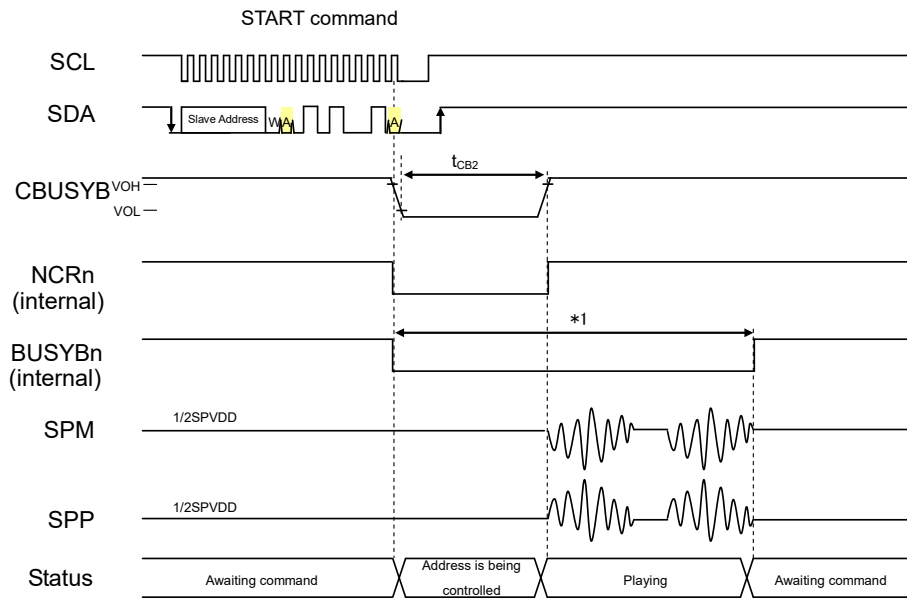 START command
SCL
SDA
Slave Address
W
A
A
tCB2
CBUSYB
VOH
VOL
NCRn
(internal)
*1
BUSYBn
(internal)
1/2SPVDD
SPM
1/2SPVDD
SPP
Status
Awaiting command
Address is being
controlled
Playing
Awaiting command